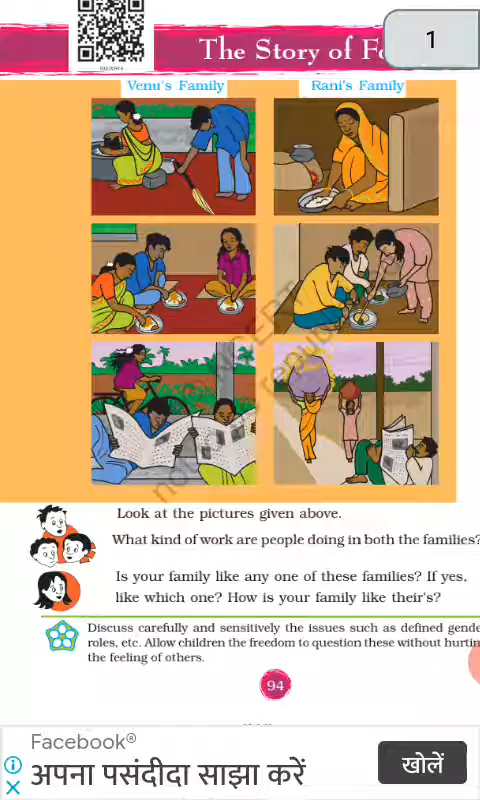 The Story of Fo
1
Venu's Family
Rani's Family
Look at the pictures given above.
What kind of work are people doing in both the families?
Is your family like any one of these families? If yes,
like which one? How is your family like their's?
Discuss carefully and sensitively the issues such as defined gende
roles, etc. Allow children the freedom to question these without hurtin
the feeling of others.
94
Facebook®
अपना पसंदीदा साझा करें
खोलें